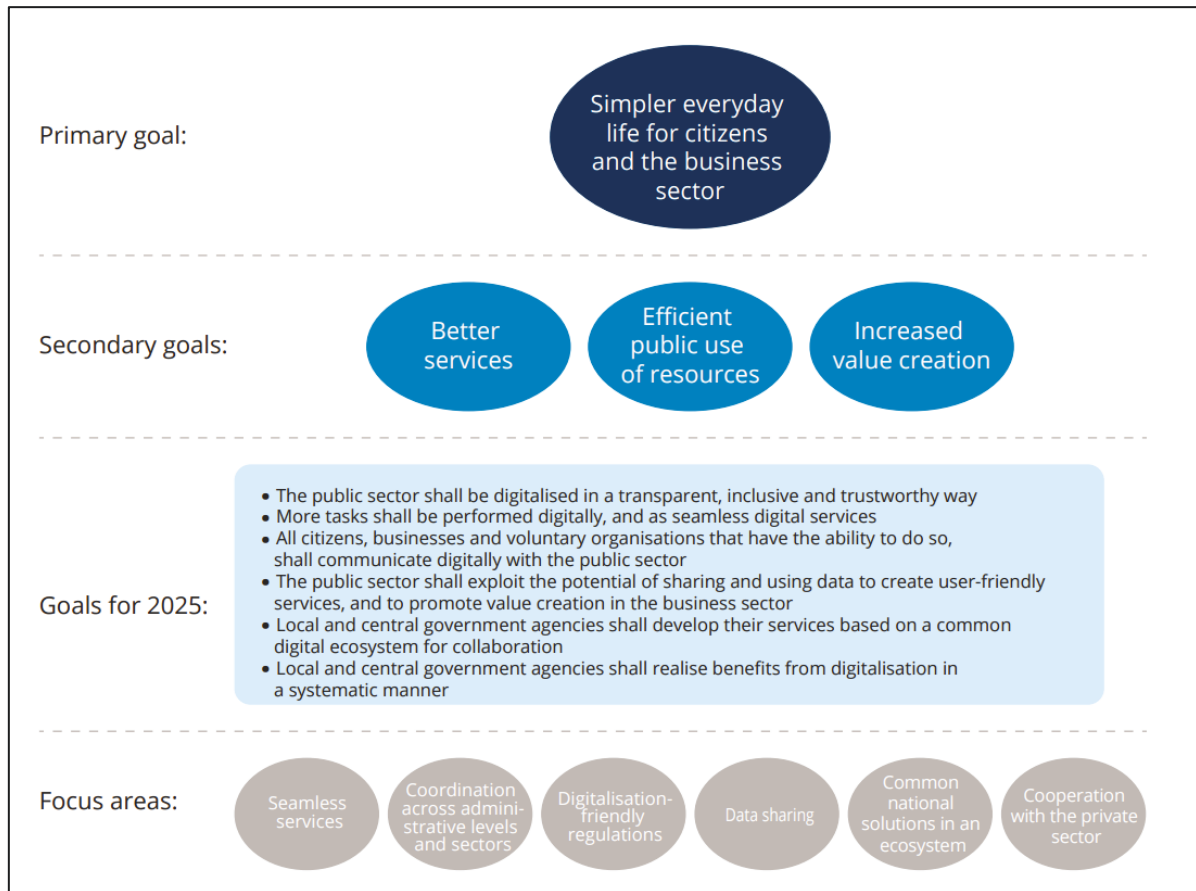 Primary goal:
Simpler everyday
life for citizens
and the business
sector
Secondary goals:
Better
services
Efficient
public use
of resources
Increased
value creation
Goals for 2025:
• The public sector shall be digitalised in a transparent, inclusive and trustworthy way
• More tasks shall be performed digitally, and as seamless digital services
• All citizens, businesses and voluntary organisations that have the ability to do so,
shall communicate digitally with the public sector
• The public sector shall exploit the potential of sharing and using data to create user-friendly
services, and to promote value creation in the business sector
• Local and central government agencies shall develop their services based on a common
digital ecosystem for collaboration
• Local and central government agencies shall realise benefits from digitalisation in
a systematic manner
Focus areas:
Seamless
services
Coordination
across admini-
strative levels
and sectors
Digitalisation-
friendly
regulations
Data sharing
Common
national
solutions in an
ecosystem
Cooperation
with the private
sector